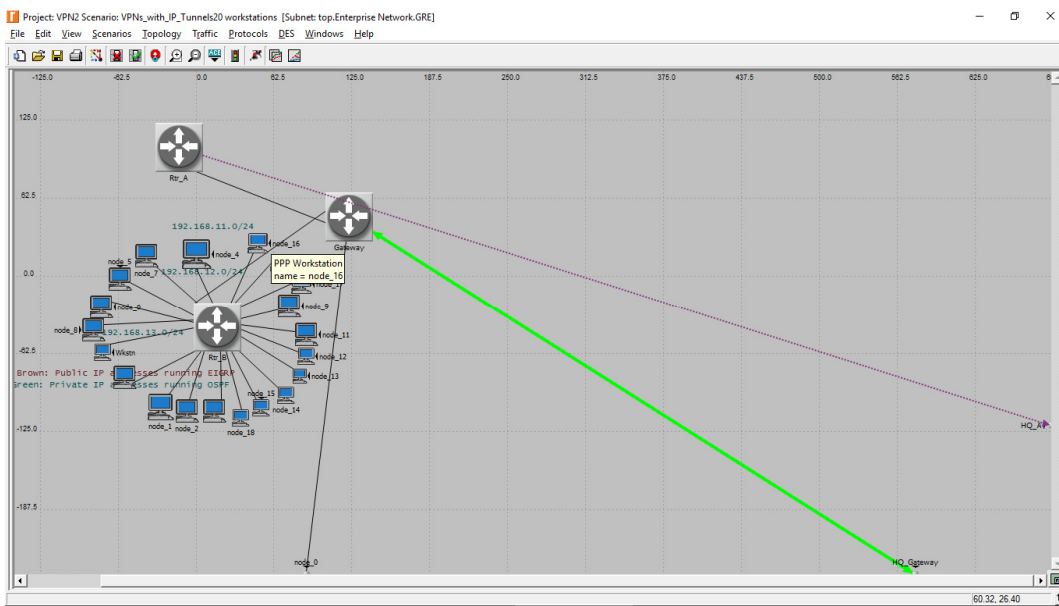 Project: VPN2 Scenario: VPNs_with_IP_Tunnels20 workstations [Subnet: top.Enterprise Network.GRE]
File Edit View Scenarios Topology Traffic Protocols DES Windows Help
-125.0 -62.5 0.0 62.5 125.0 187.5 250.0 312.5 375.0 437.5 500.0 562.5 625.0
125.0
Rtr_A
62.5
192.168.11.0/24
node_16
Gateway
node_4
node_5
node_7
192.168.12.0/24
PPP Workstation
name = node_16
0.0
node_9
node_8
192.168.13.0/24
node_11
Wkstn
Rtr_B
node_12
-62.5
Brown: Public IP addresses running EIGRP
node_13
Green: Private IP addresses running OSPF
node_15
node_14
node_1
node_2
node_18
-125.0
HQ_A
-187.5
node_0
HQ_Gateway
60.32, 26.40